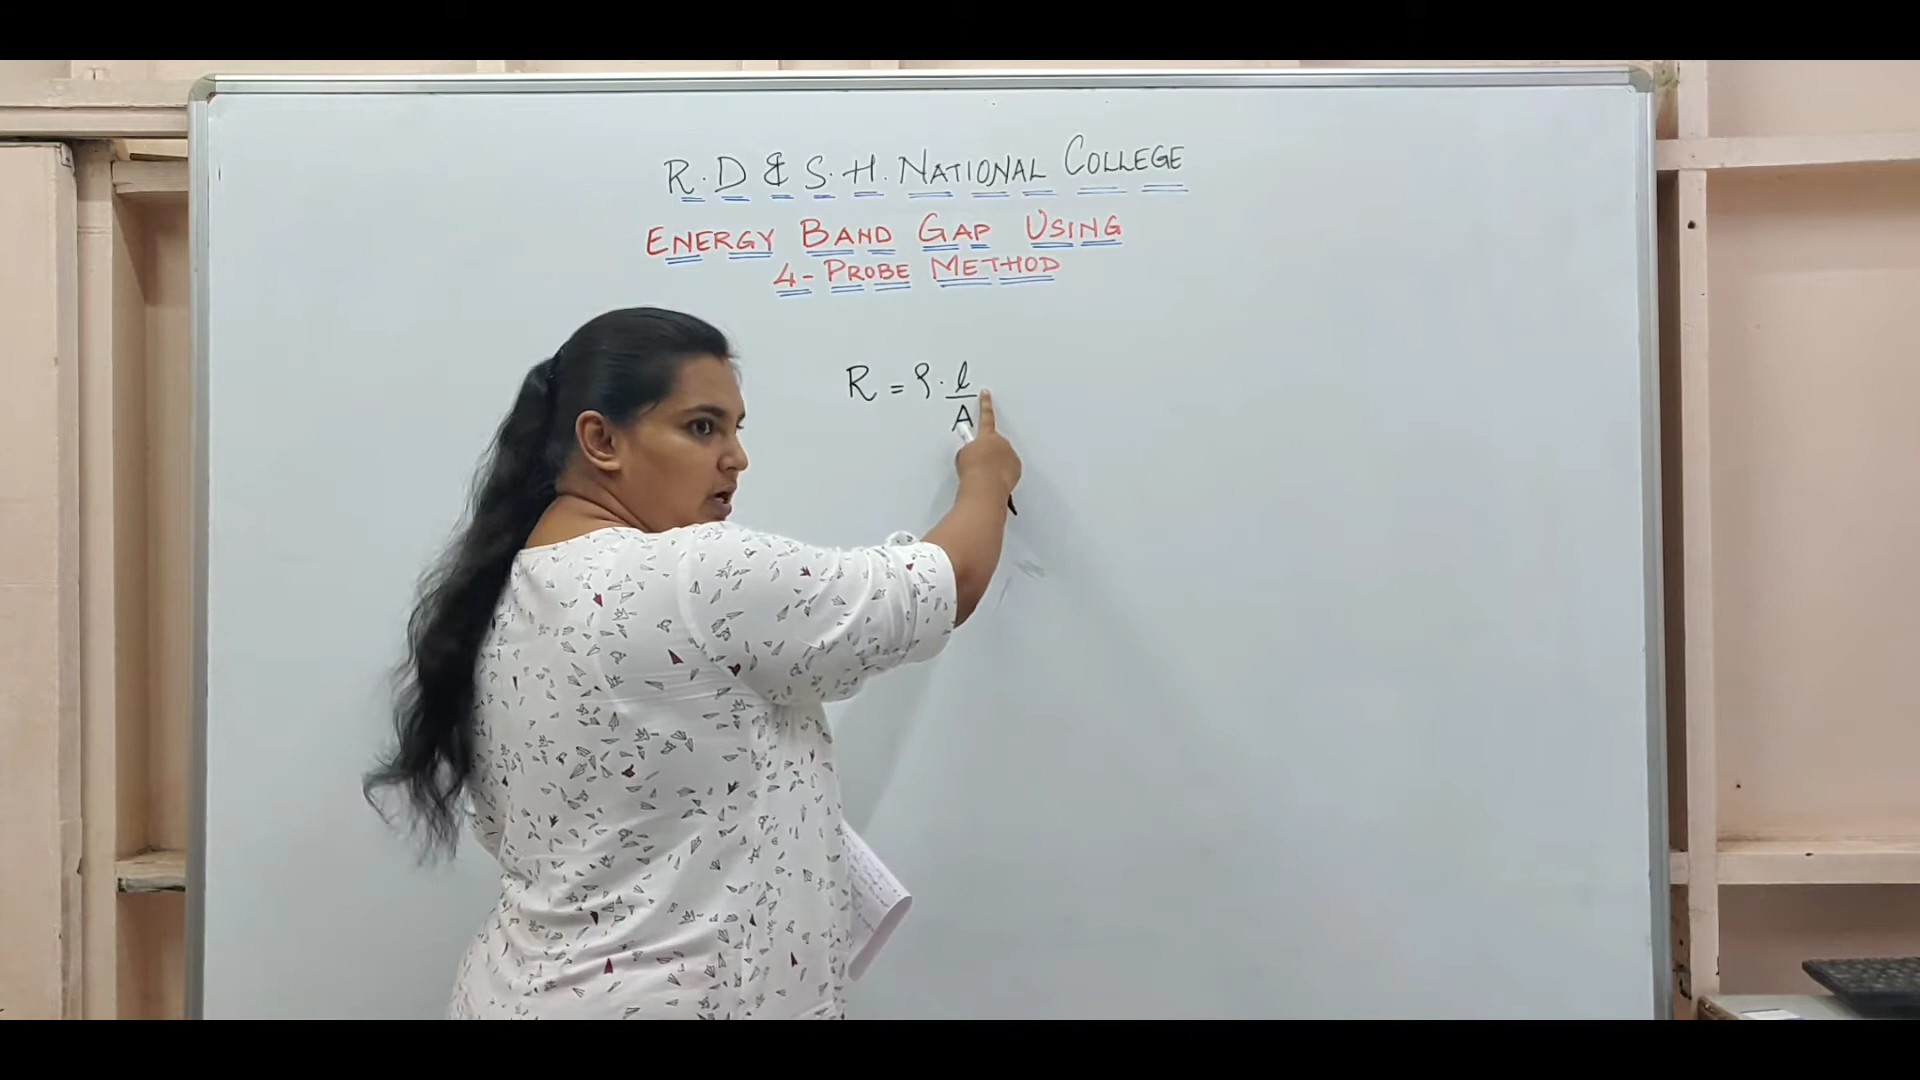 R. D & S. H. NATIONAL COLLEGE
ENERGY BAND GAP USING
4-PROBE METHOD
R = ρ · l/A